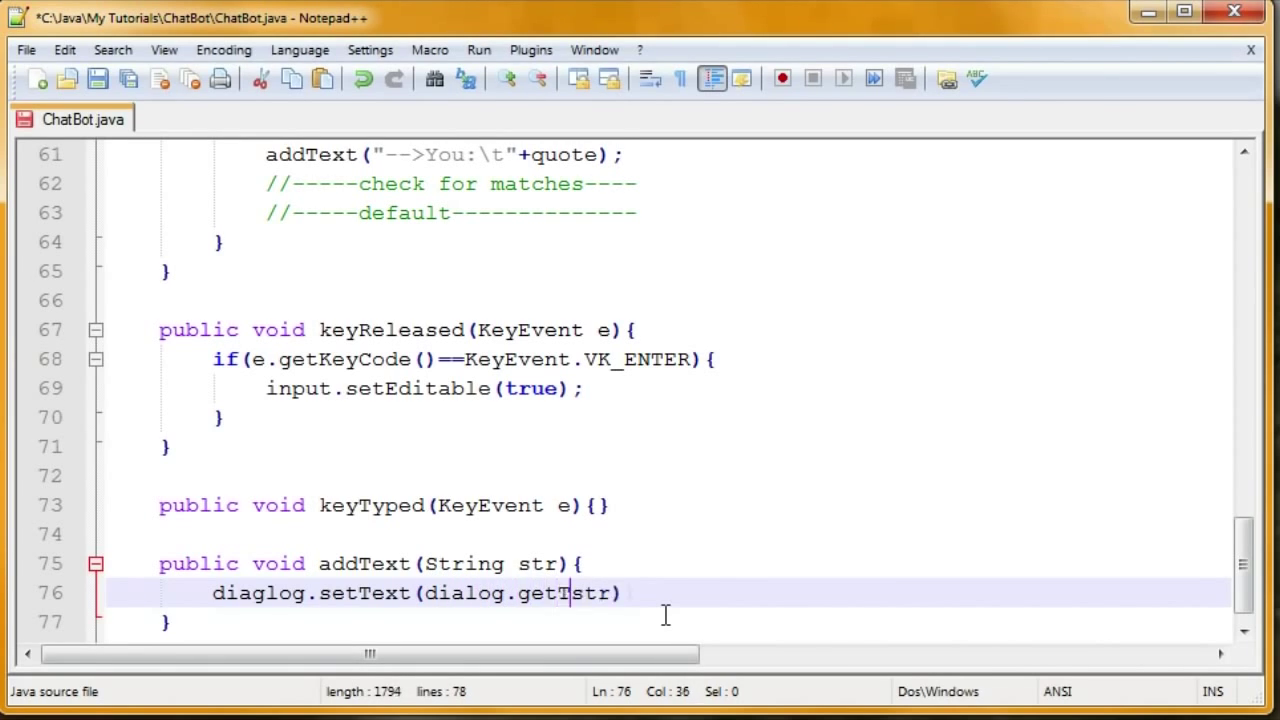 *C:\Java\My Tutorials\ChatBot\ChatBot.java - Notepad++
File Edit Search View Encoding Language Settings Macro Run Plugins Window ? X
ABC
ChatBot.java
61 addText("-->You:\t"+quote);
62 //-----check for matches----
63 //-----default--------------
64 }
65 }
66
67 public void keyReleased(KeyEvent e){
68 if(e.getKeyCode()==KeyEvent.VK_ENTER){
69 input.setEditable(true);
70 }
71 }
72
73 public void keyTyped(KeyEvent e){}
74
75 public void addText(String str){
76 diaglog.setText(dialog.getTstr)
77 }
Java source file length : 1794 lines : 78 Ln : 76 Col : 36 Sel : 0 Dos\Windows ANSI INS